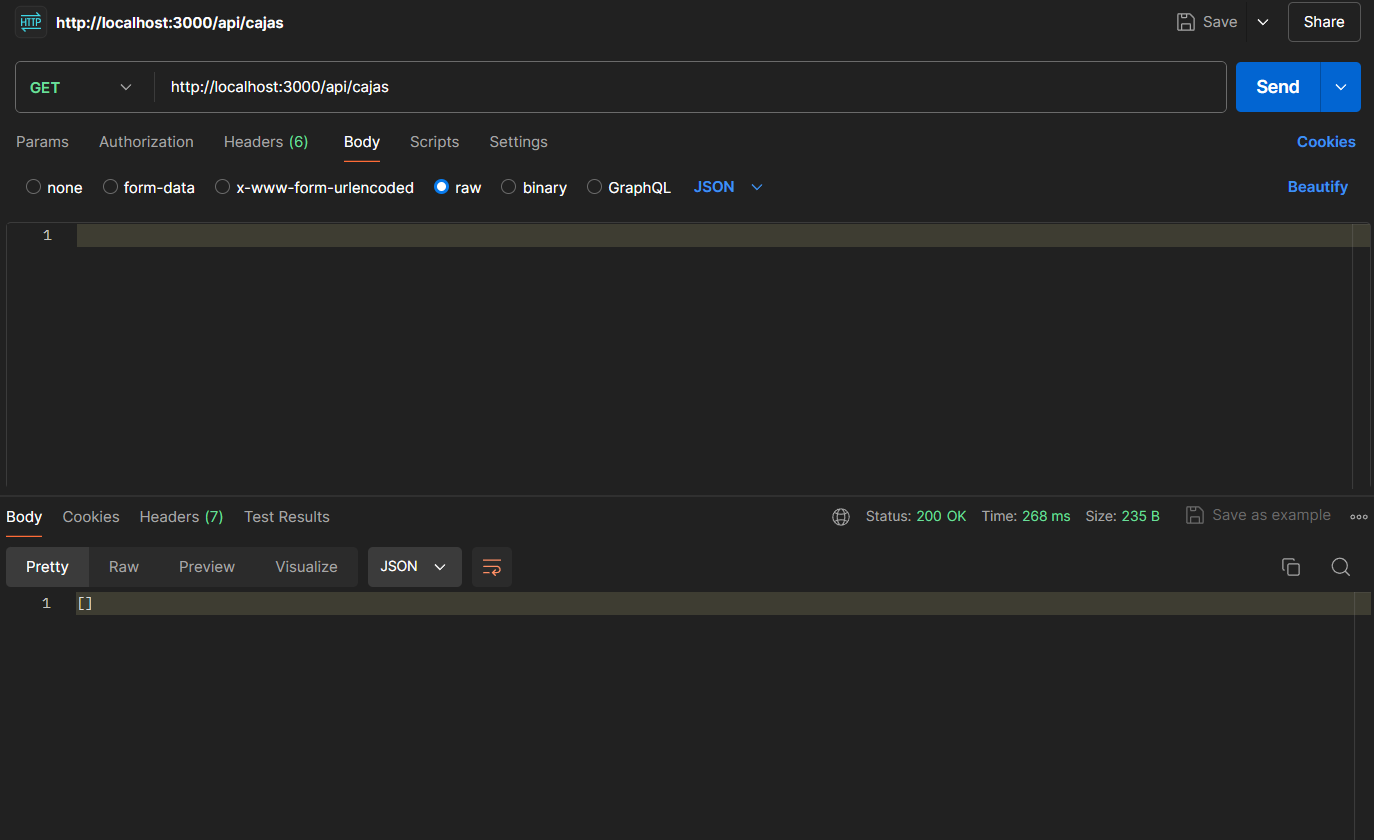 HTTP http://localhost:3000/api/cajas Save Share
GET http://localhost:3000/api/cajas Send
Params Authorization Headers (6) Body Scripts Settings Cookies
none form-data x-www-form-urlencoded raw binary GraphQL JSON Beautify
1
Body Cookies Headers (7) Test Results Status: 200 OK Time: 268 ms Size: 235 B Save as example
Pretty Raw Preview Visualize JSON
1 []